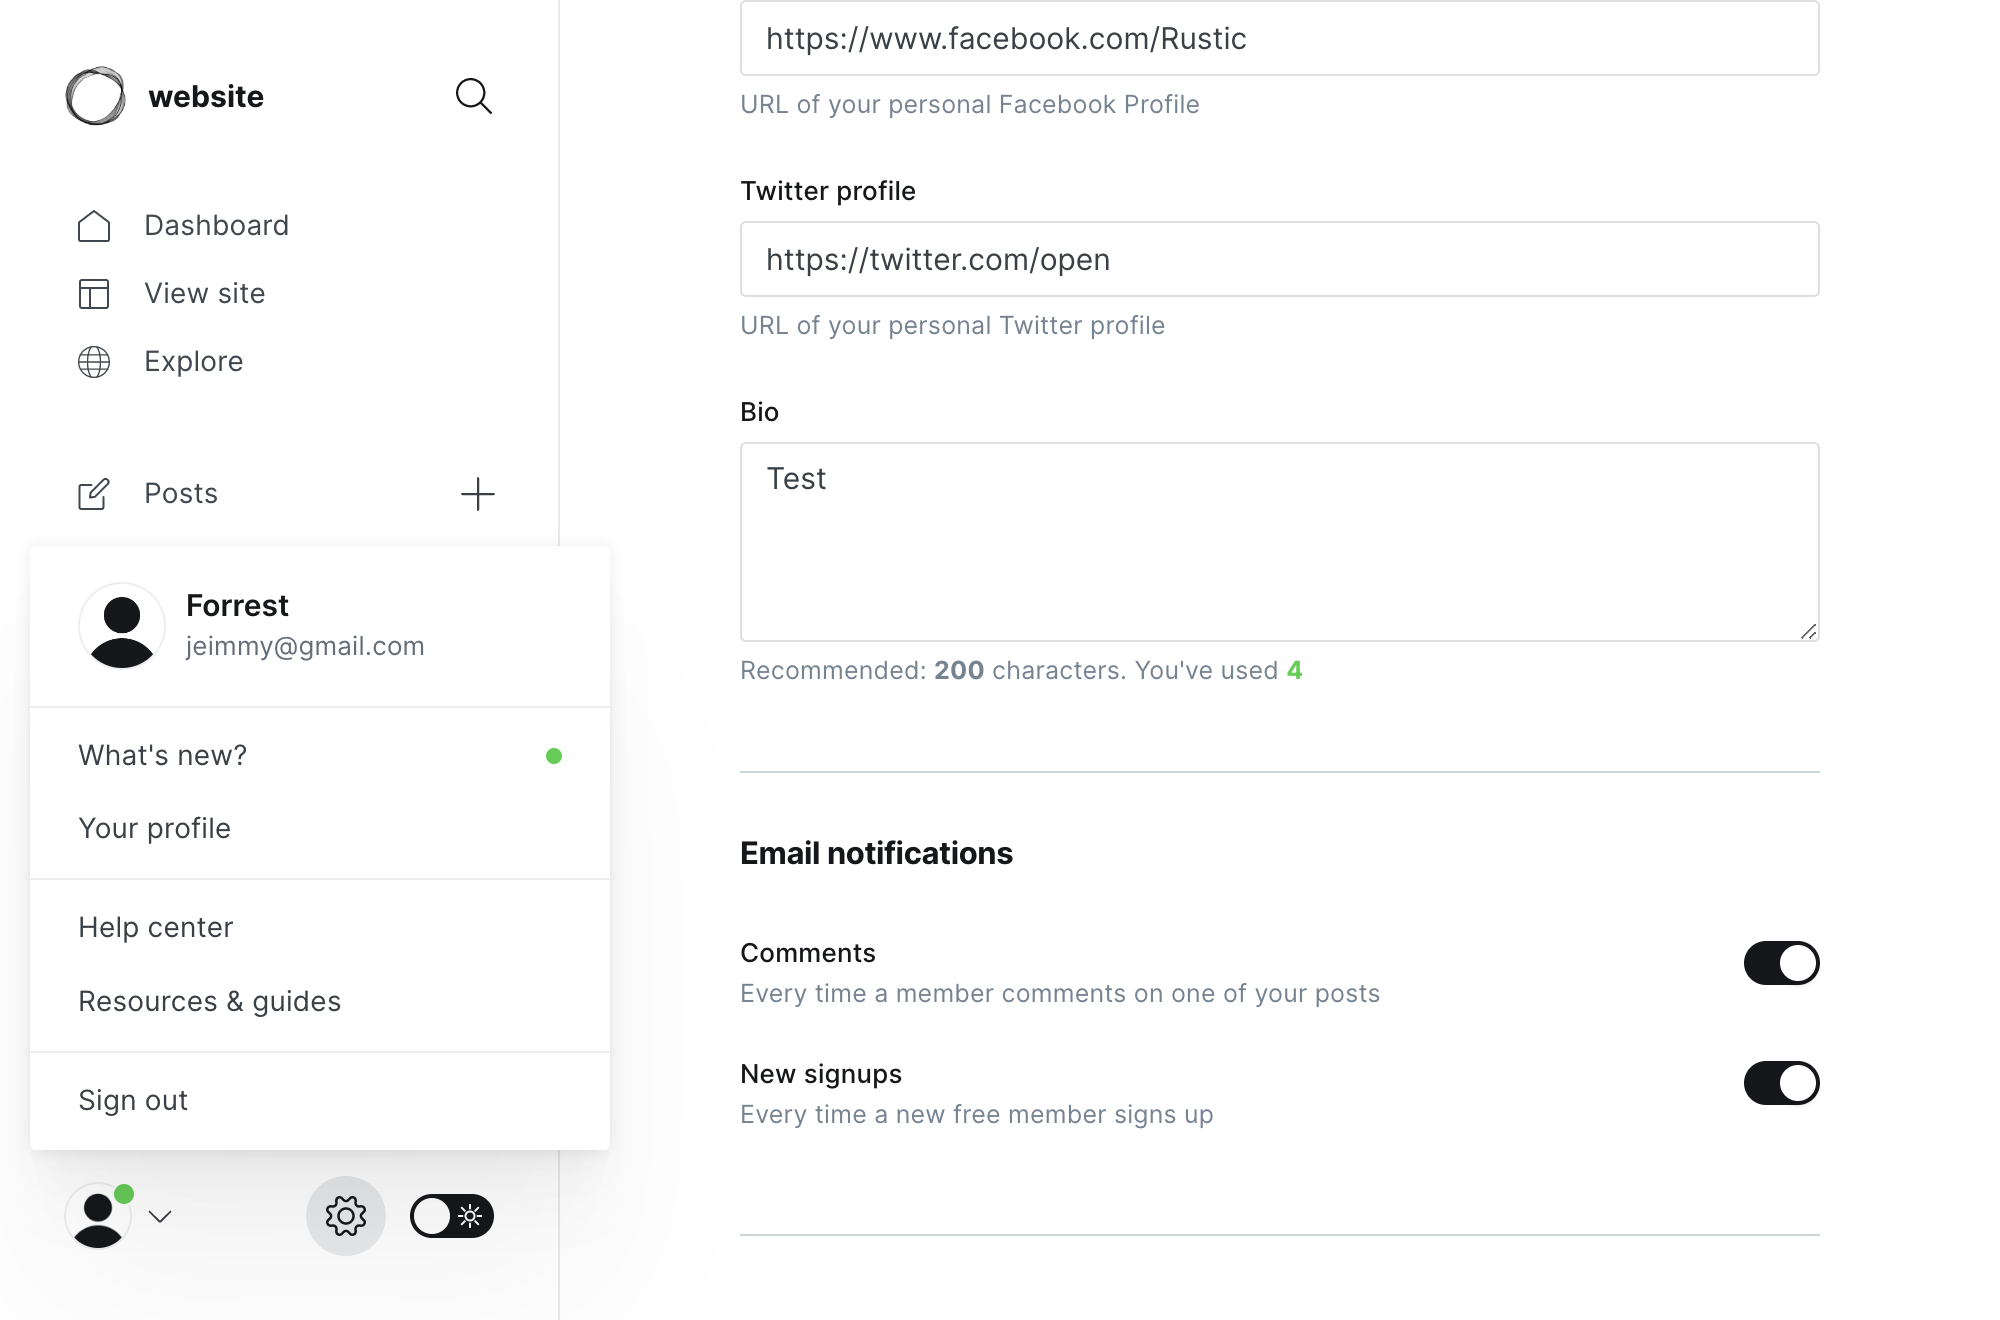 website
Dashboard
View site
Explore
Posts
Forrest
jeimmy@gmail.com
What's new?
Your profile
Help center
Resources & guides
Sign out
https://www.facebook.com/Rustic
URL of your personal Facebook Profile
Twitter profile
https://twitter.com/open
URL of your personal Twitter profile
Bio
Test
Recommended: 200 characters. You've used 4
Email notifications
Comments
Every time a member comments on one of your posts
New signups
Every time a new free member signs up